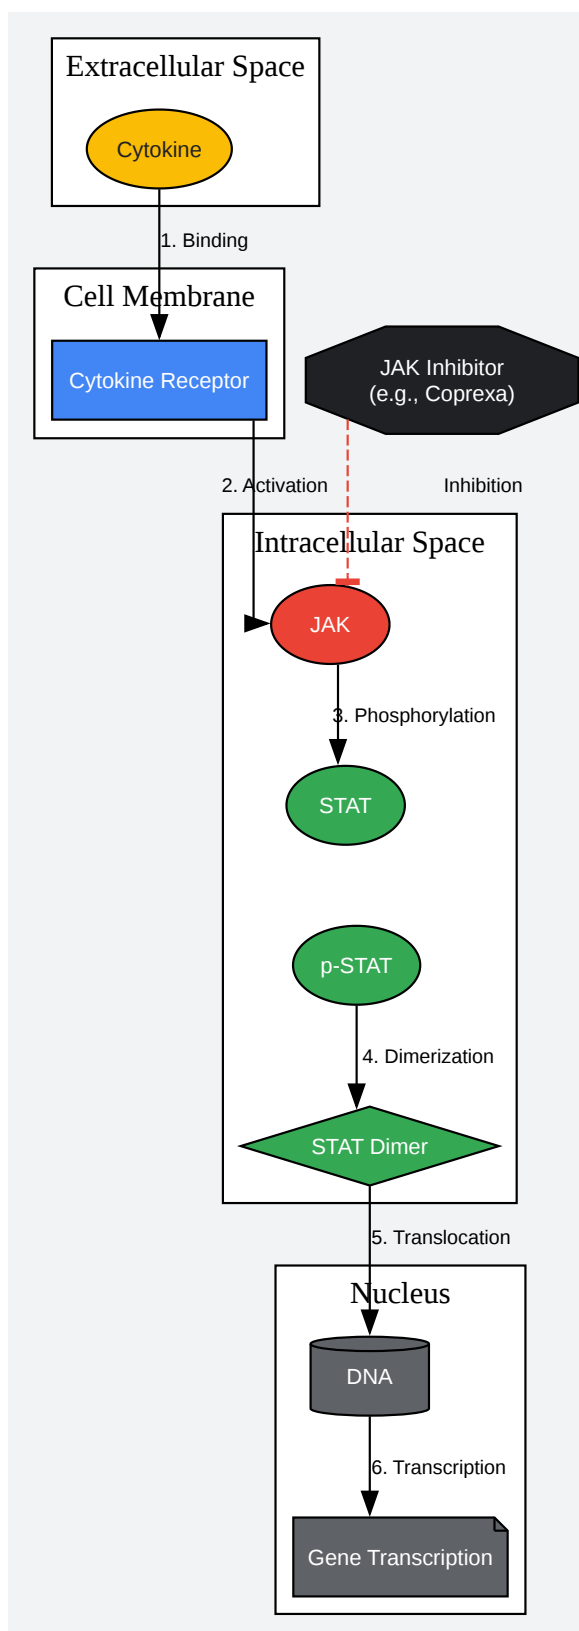 Extracellular Space
Cytokine
1. Binding
Cell Membrane
Cytokine Receptor
JAK Inhibitor
(e.g., Coprexa)
2. Activation
Inhibition
Intracellular Space
JAK
3. Phosphorylation
STAT
p-STAT
4. Dimerization
STAT Dimer
5. Translocation
Nucleus
DNA
6. Transcription
Gene Transcription